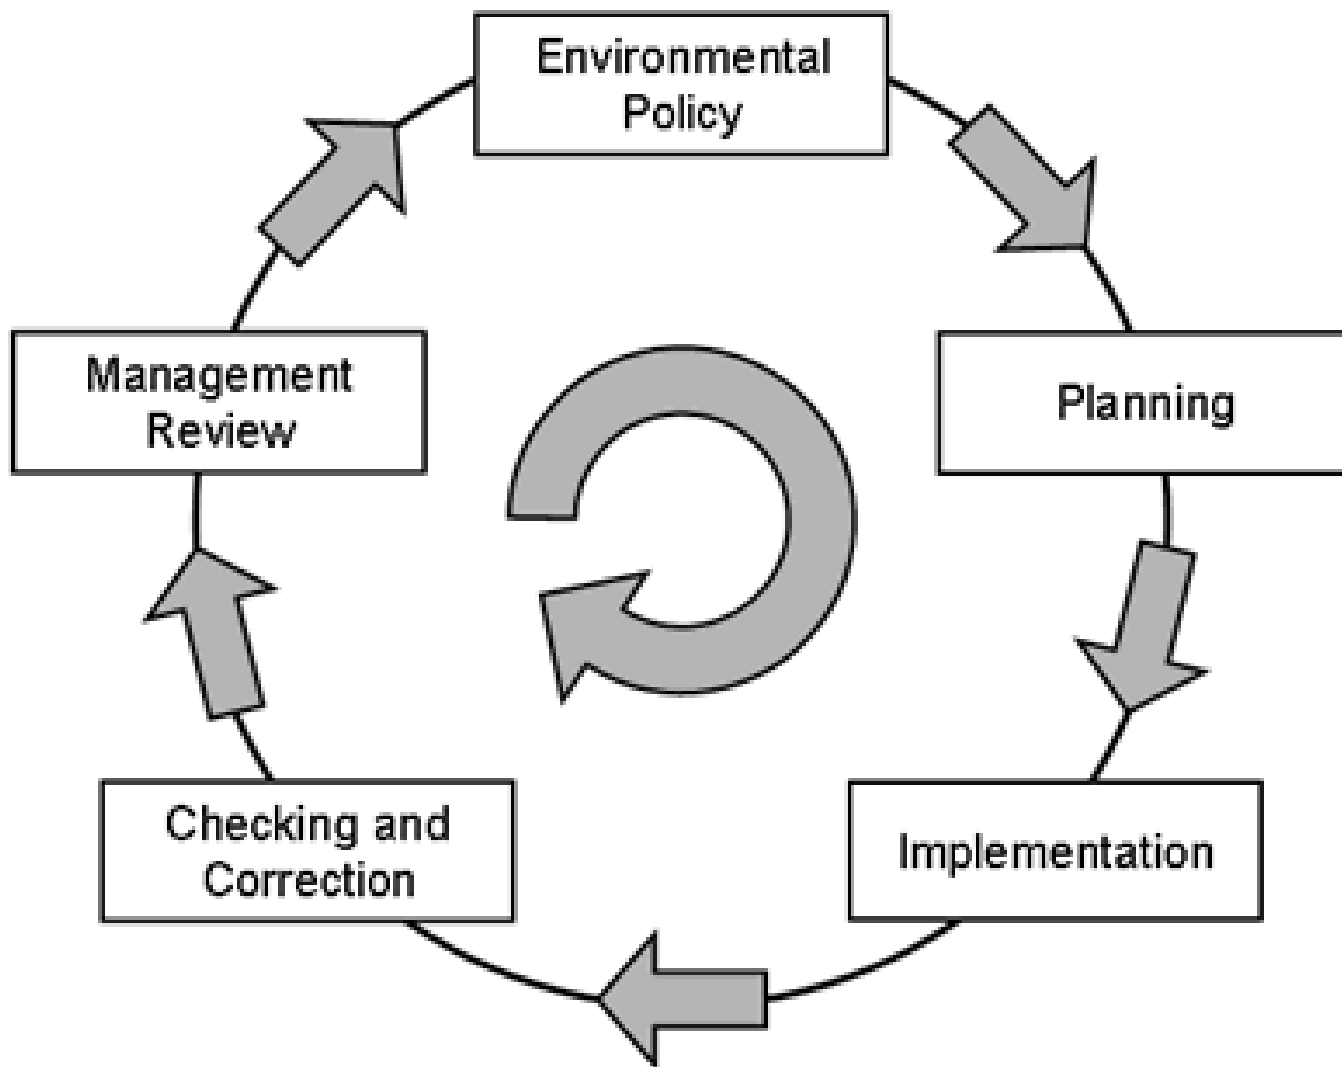 Environmental
Policy
Planning
Implementation
Checking and
Correction
Management
Review